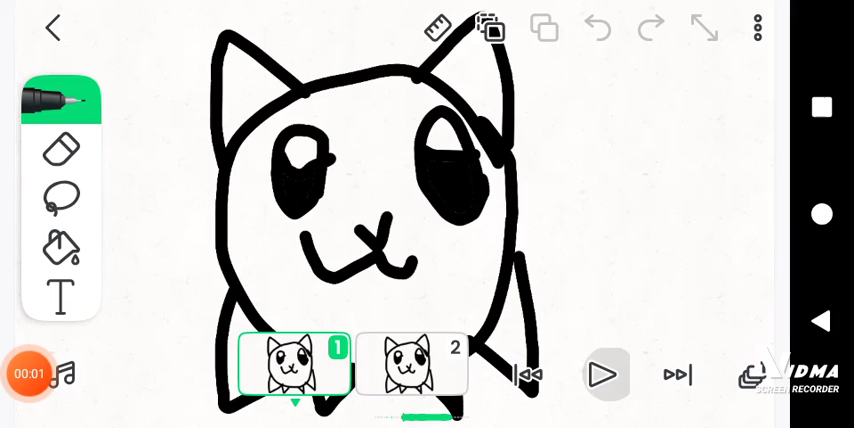 1
2
T
00:01
VIDMA
SCREEN RECORDER